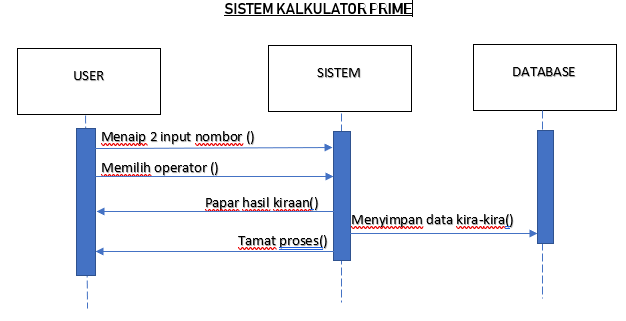 SISTEM KALKULATOR PRIME
USER
SISTEM
DATABASE
Menaip 2 input nombor ()
Memilih operator ()
Papar hasil kiraan()
Menyimpan data kira-kira()
Tamat proses()